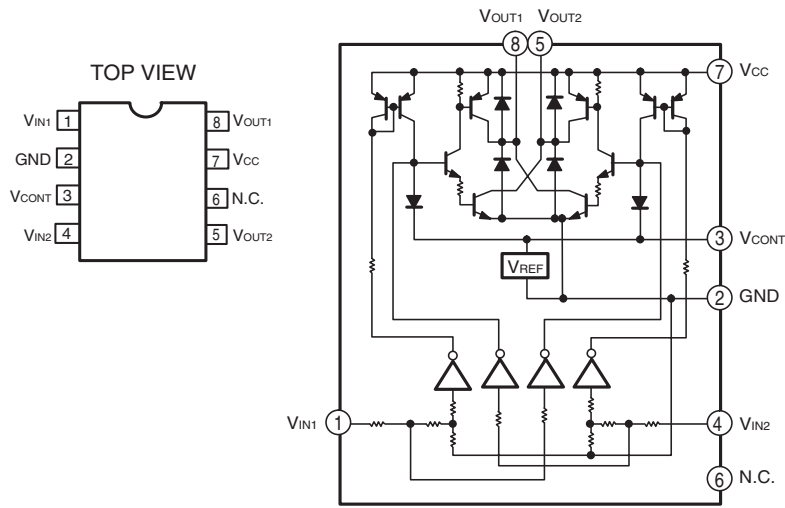 TOP VIEW
VIN1 1
GND 2
VCONT 3
VIN2 4
8 VOUT1
7 VCC
6 N.C.
5 VOUT2
VOUT1 VOUT2
8 5
7 VCC
3 VCONT
VREF
2 GND
VIN1 1
4 VIN2
6 N.C.